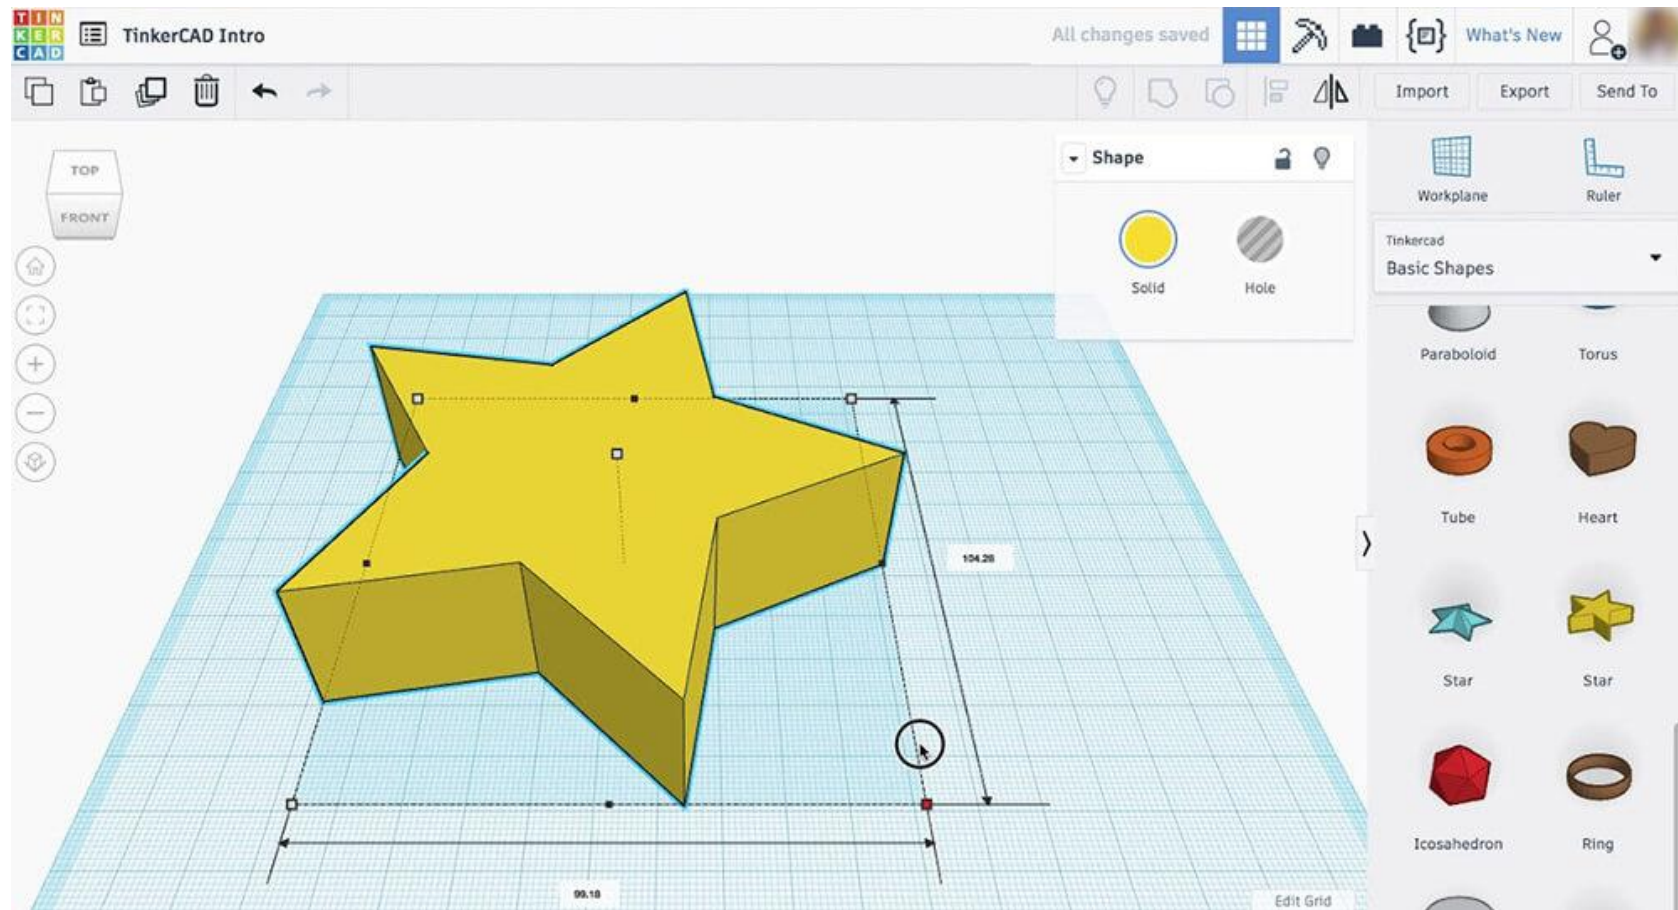 TIN
KER
CAD
TinkerCAD Intro
All changes saved
What's New
Import
Export
Send To
TOP
FRONT
Shape
Solid
Hole
Workplane
Ruler
Tinkercad
Basic Shapes
Paraboloid
Torus
Tube
Heart
Star
Star
Icosahedron
Ring
104.28
99.18
Edit Grid